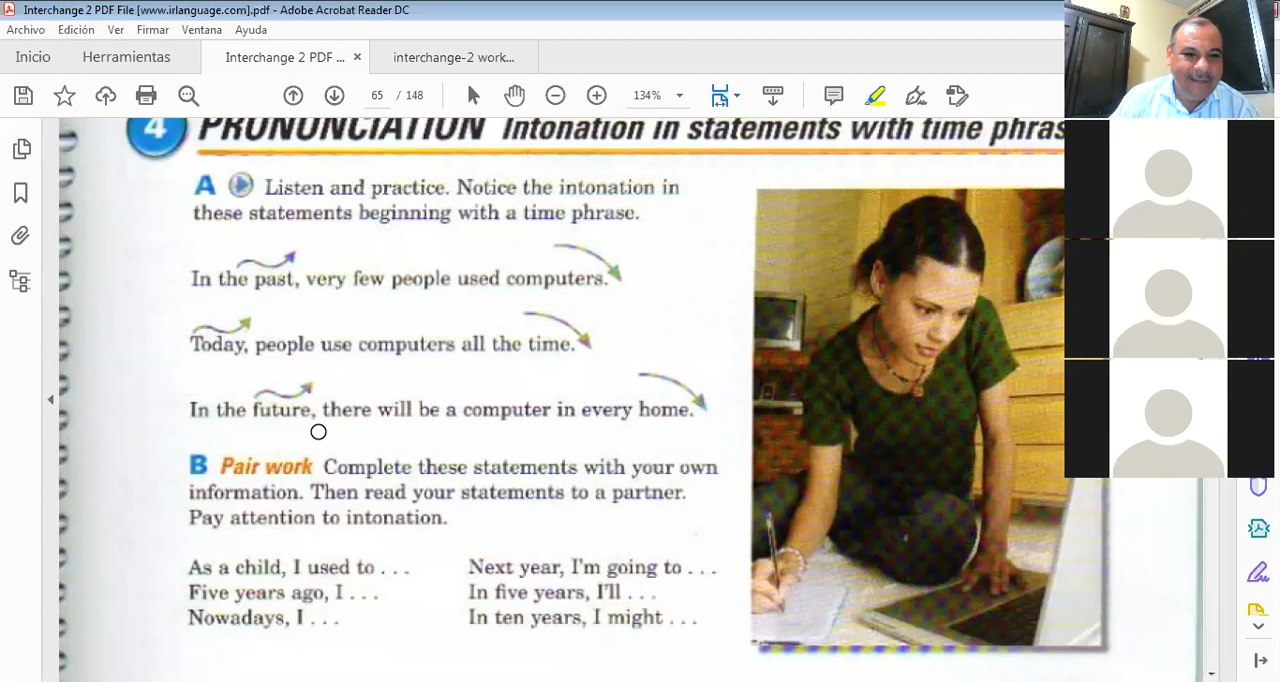 Interchange 2 PDF File [www.irlanguage.com].pdf - Adobe Acrobat Reader DC
Archivo Edición Ver Firmar Ventana Ayuda
Inicio Herramientas Interchange 2 PDF ... × interchange-2 work...
65 / 148 134%
4 PRONUNCIATION Intonation in statements with time phras
A Listen and practice. Notice the intonation in
these statements beginning with a time phrase.
In the past, very few people used computers.
Today, people use computers all the time.
In the future, there will be a computer in every home.
B Pair work Complete these statements with your own
information. Then read your statements to a partner.
Pay attention to intonation.
As a child, I used to . . .
Five years ago, I . . .
Nowadays, I . . .
Next year, I'm going to . . .
In five years, I'll . . .
In ten years, I might . . .